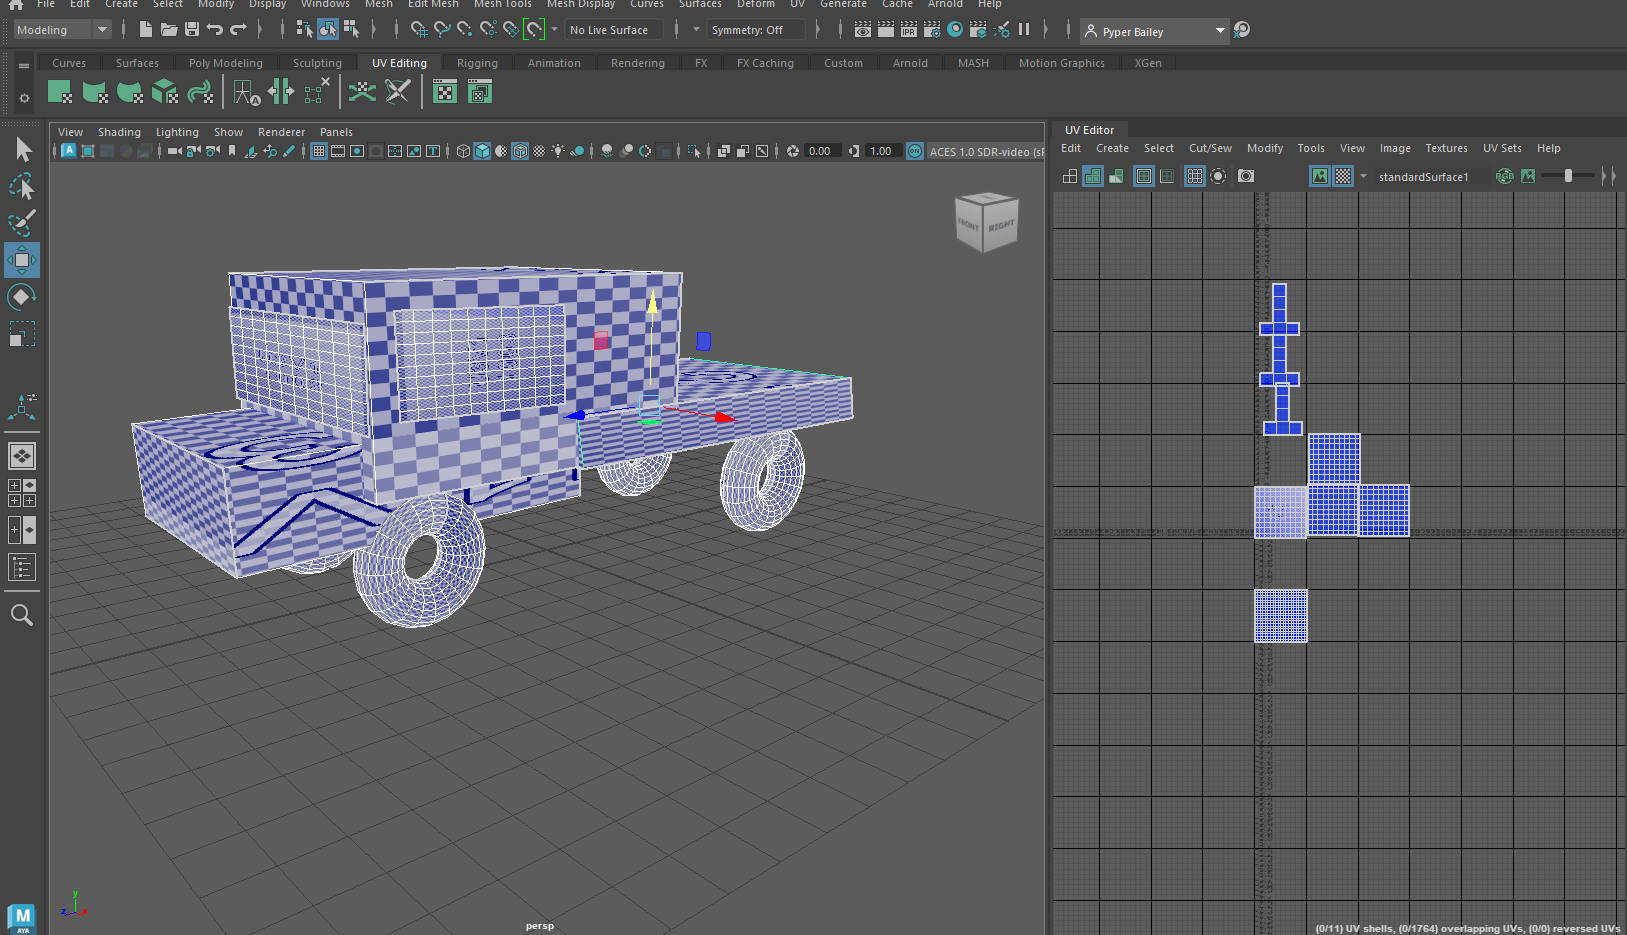 File Edit Create Select Modify Display Windows Mesh Edit Mesh Mesh Tools Mesh Display Curves Surfaces Deform UV Generate Cache Arnold Help
Modeling No Live Surface Symmetry: Off IPR Pyper Bailey
Curves Surfaces Poly Modeling Sculpting UV Editing Rigging Animation Rendering FX FX Caching Custom Arnold MASH Motion Graphics XGen
View Shading Lighting Show Renderer Panels
0.00 1.00 ON ACES 1.0 SDR-video (sR
FRONT RIGHT
UV Editor
Edit Create Select Cut/Sew Modify Tools View Image Textures UV Sets Help
standardSurface1 RGB
y
z x
persp
M
AYA
(0/11) UV shells, (0/1764) overlapping UVs, (0/0) reversed UVs